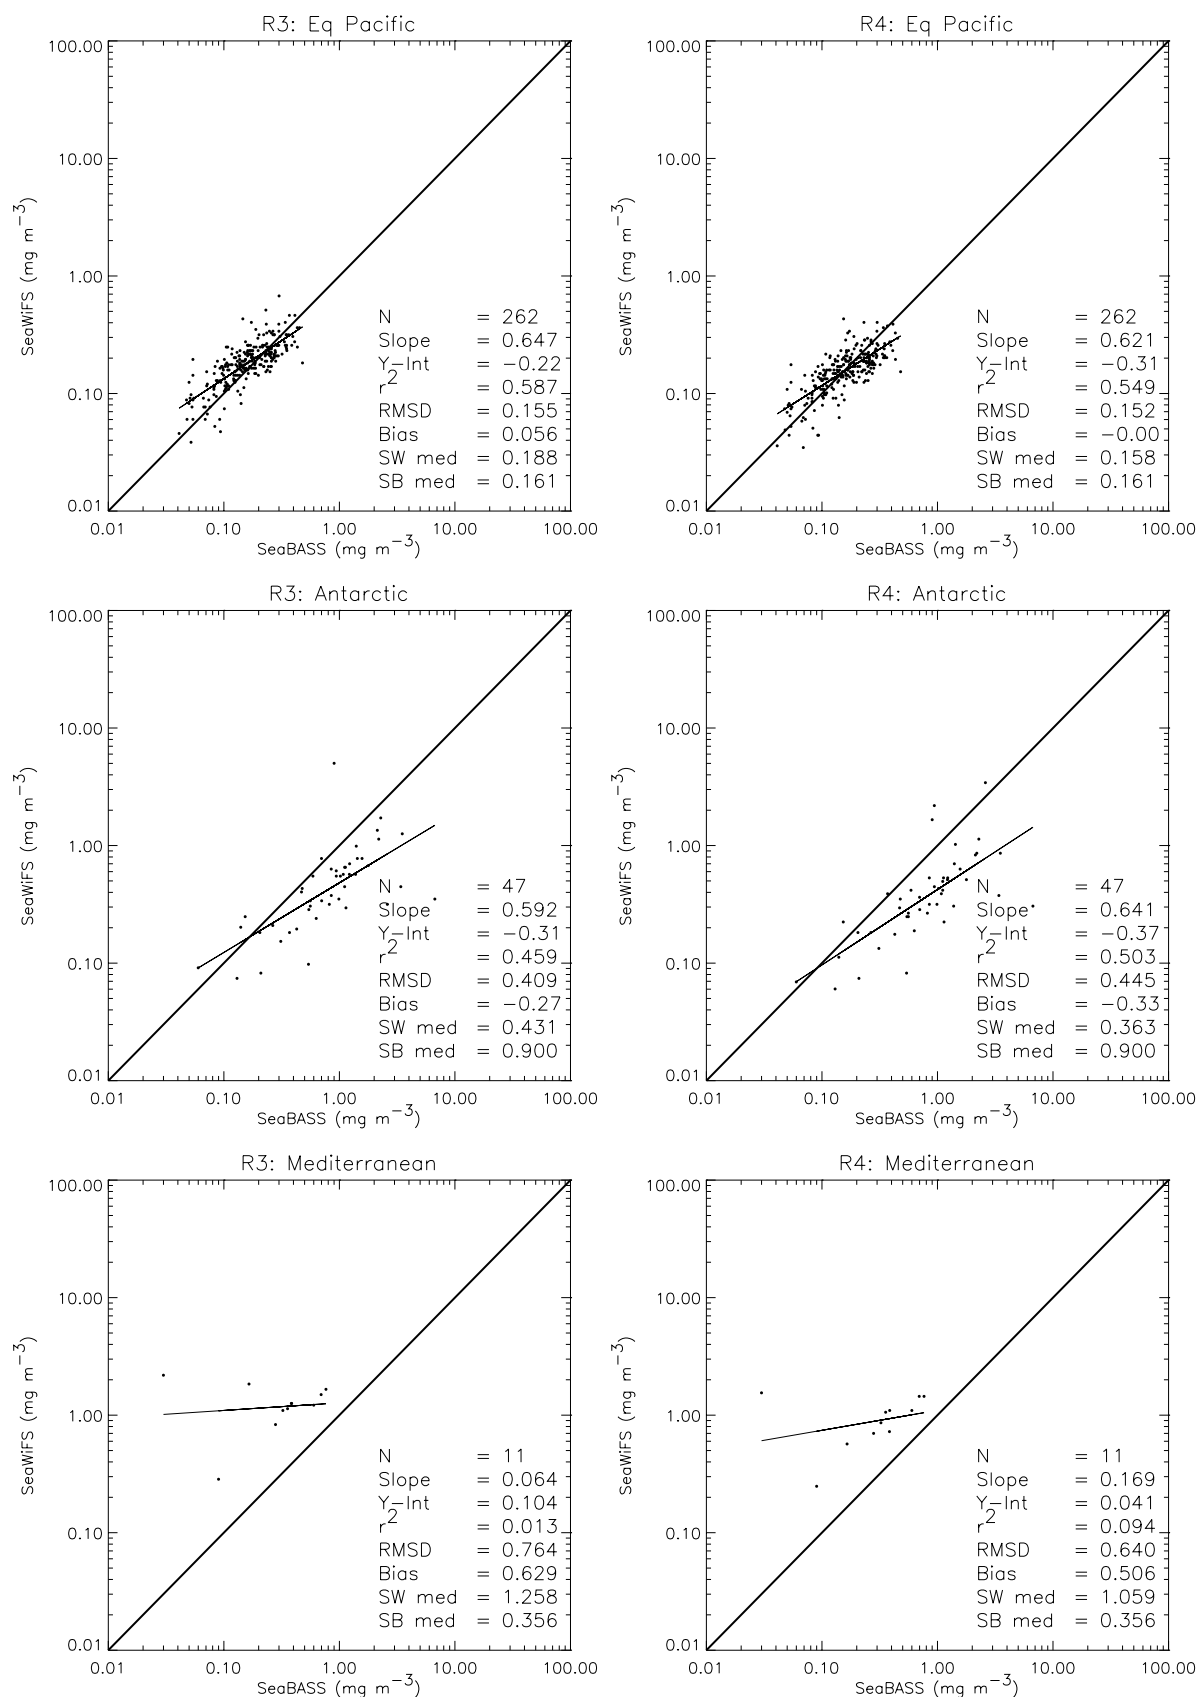 R3: Eq Pacific
100.00
10.00
1.00
0.10
0.01
SeaWiFS (mg m−3)
N = 262
Slope = 0.647
Y−Int = −0.22
r2 = 0.587
RMSD = 0.155
Bias = 0.056
SW med = 0.188
SB med = 0.161
0.01 0.10 1.00 10.00 100.00
SeaBASS (mg m−3)
R4: Eq Pacific
100.00
10.00
1.00
0.10
0.01
SeaWiFS (mg m−3)
N = 262
Slope = 0.621
Y−Int = −0.31
r2 = 0.549
RMSD = 0.152
Bias = −0.00
SW med = 0.158
SB med = 0.161
0.01 0.10 1.00 10.00 100.00
SeaBASS (mg m−3)
R3: Antarctic
100.00
10.00
1.00
0.10
0.01
SeaWiFS (mg m−3)
N = 47
Slope = 0.592
Y−Int = −0.31
r2 = 0.459
RMSD = 0.409
Bias = −0.27
SW med = 0.431
SB med = 0.900
0.01 0.10 1.00 10.00 100.00
SeaBASS (mg m−3)
R4: Antarctic
100.00
10.00
1.00
0.10
0.01
SeaWiFS (mg m−3)
N = 47
Slope = 0.641
Y−Int = −0.37
r2 = 0.503
RMSD = 0.445
Bias = −0.33
SW med = 0.363
SB med = 0.900
0.01 0.10 1.00 10.00 100.00
SeaBASS (mg m−3)
R3: Mediterranean
100.00
10.00
1.00
0.10
0.01
SeaWiFS (mg m−3)
N = 11
Slope = 0.064
Y−Int = 0.104
r2 = 0.013
RMSD = 0.764
Bias = 0.629
SW med = 1.258
SB med = 0.356
0.01 0.10 1.00 10.00 100.00
SeaBASS (mg m−3)
R4: Mediterranean
100.00
10.00
1.00
0.10
0.01
SeaWiFS (mg m−3)
N = 11
Slope = 0.169
Y−Int = 0.041
r2 = 0.094
RMSD = 0.640
Bias = 0.506
SW med = 1.059
SB med = 0.356
0.01 0.10 1.00 10.00 100.00
SeaBASS (mg m−3)